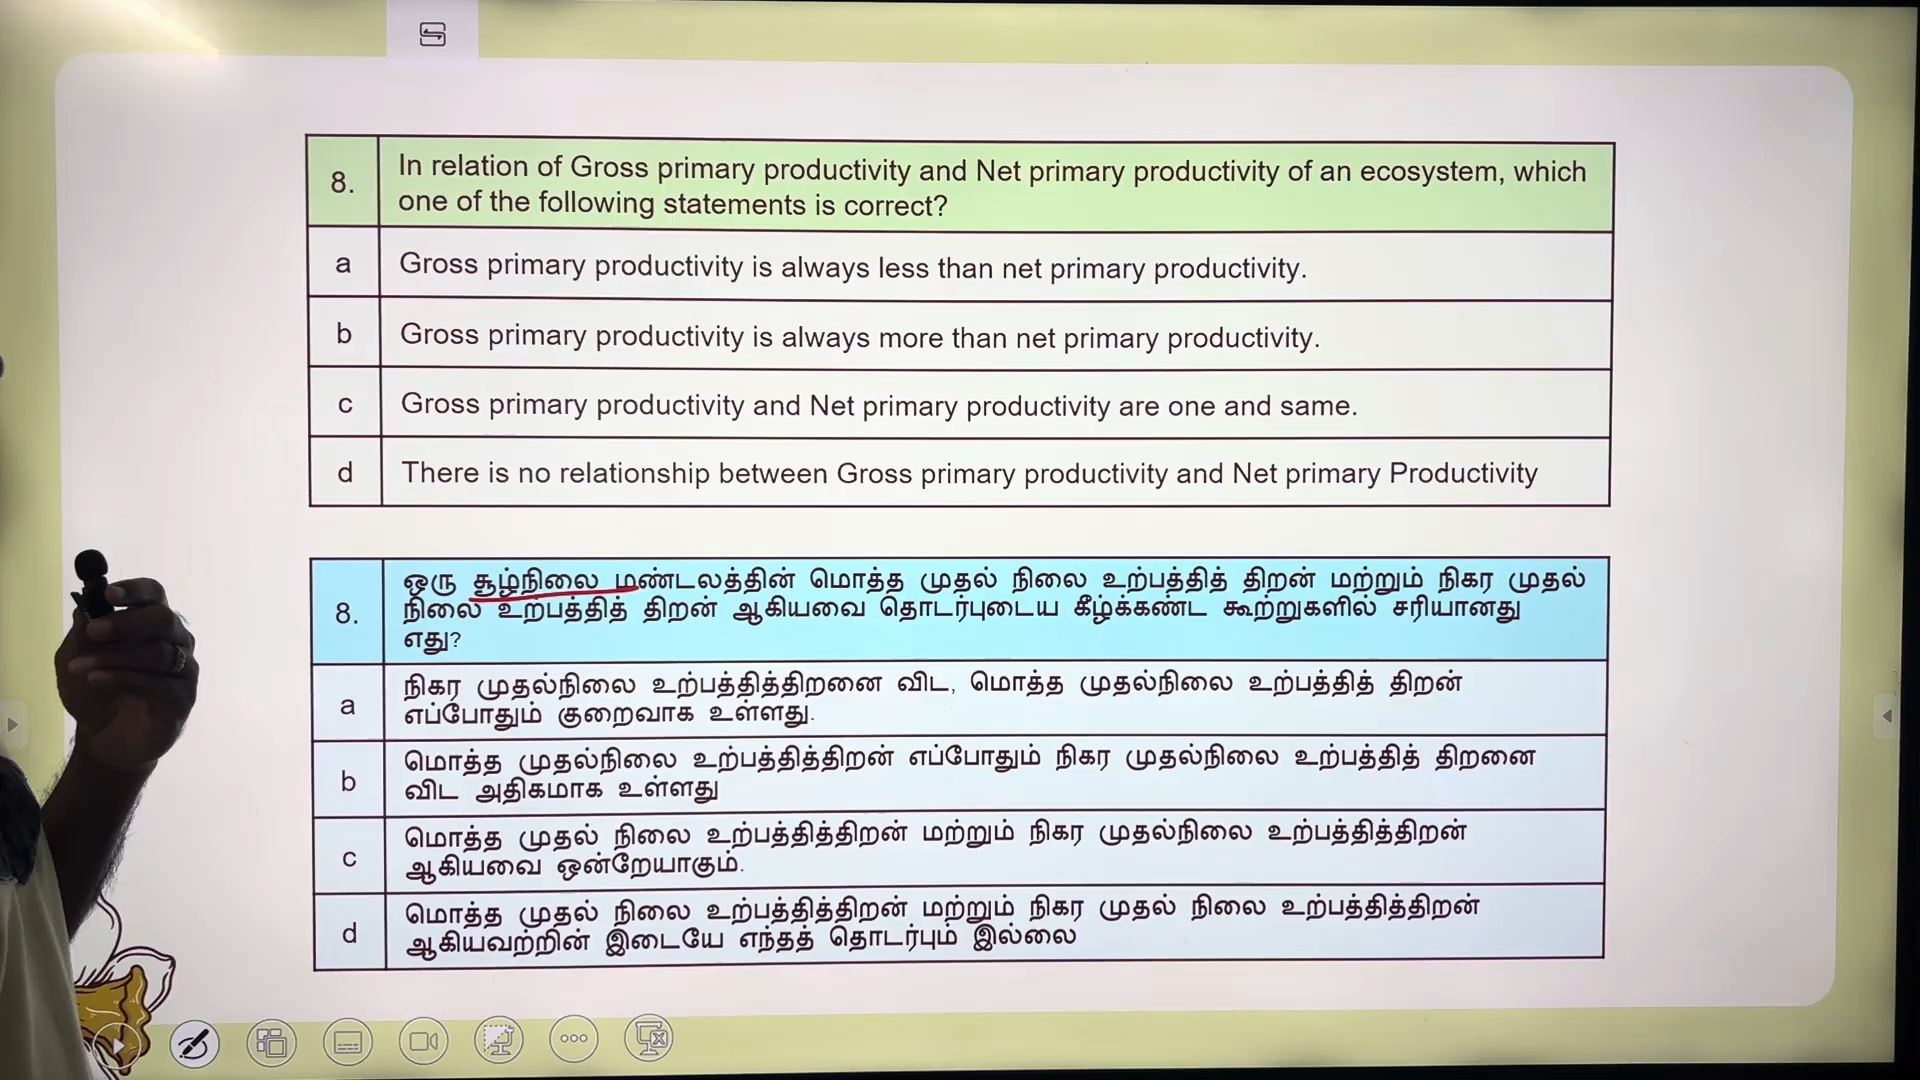 8.
In relation of Gross primary productivity and Net primary productivity of an ecosystem, which
one of the following statements is correct?
a
Gross primary productivity is always less than net primary productivity.
b
Gross primary productivity is always more than net primary productivity.
c
Gross primary productivity and Net primary productivity are one and same.
d
There is no relationship between Gross primary productivity and Net primary Productivity
8.
ஒரு சூழ்நிலை மண்டலத்தின் மொத்த முதல் நிலை உற்பத்தித் திறன் மற்றும் நிகர முதல்
நிலை உற்பத்தித் திறன் ஆகியவை தொடர்புடைய கீழ்க்கண்ட கூற்றுகளில் சரியானது
எது?
a
நிகர முதல்நிலை உற்பத்தித்திறனை விட, மொத்த முதல்நிலை உற்பத்தித் திறன்
எப்போதும் குறைவாக உள்ளது.
b
மொத்த முதல்நிலை உற்பத்தித்திறன் எப்போதும் நிகர முதல்நிலை உற்பத்தித் திறனை
விட அதிகமாக உள்ளது
c
மொத்த முதல் நிலை உற்பத்தித்திறன் மற்றும் நிகர முதல்நிலை உற்பத்தித்திறன்
ஆகியவை ஒன்றேயாகும்.
d
மொத்த முதல் நிலை உற்பத்தித்திறன் மற்றும் நிகர முதல் நிலை உற்பத்தித்திறன்
ஆகியவற்றின் இடையே எந்தத் தொடர்பும் இல்லை